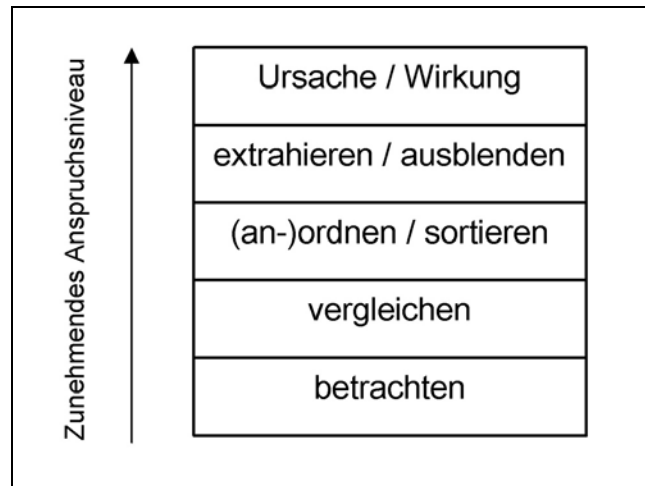 Zunehmendes Anspruchsniveau
Ursache / Wirkung
extrahieren / ausblenden
(an-)ordnen / sortieren
vergleichen
betrachten